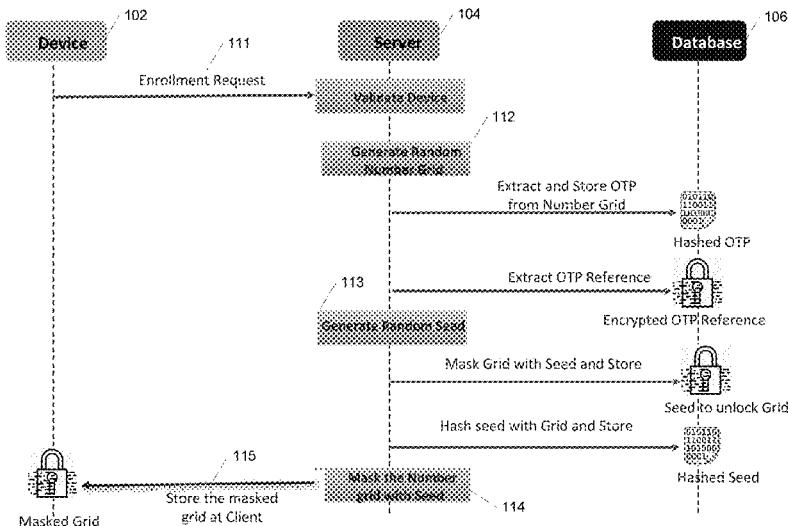 102
104
106
Device
Server
Database
111
Enrollment Request
Validate Device
112
Generate Random
Number Grid
Extract and Store OTP
from Number Grid
Hashed OTP
113
Extract OTP Reference
Encrypted OTP Reference
Generate Random Seed
Mask Grid with Seed and Store
Seed to unlock Grid
Hash seed with Grid and Store
Hashed Seed
115
Store the masked
grid at Client
Mask the Number
grid with Seed
114
Masked Grid